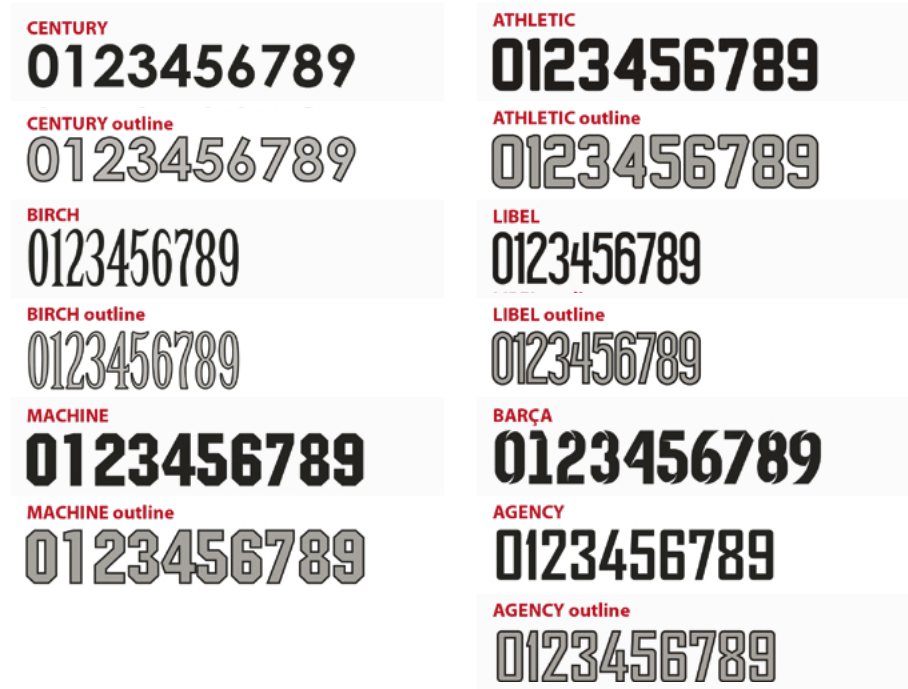 CENTURY
0123456789
CENTURY outline
0123456789
BIRCH
0123456789
BIRCH outline
0123456789
MACHINE
0123456789
MACHINE outline
0123456789
ATHLETIC
0123456789
ATHLETIC outline
0123456789
LIBEL
0123456789
LIBEL outline
0123456789
BARÇA
0123456789
AGENCY
0123456789
AGENCY outline
0123456789